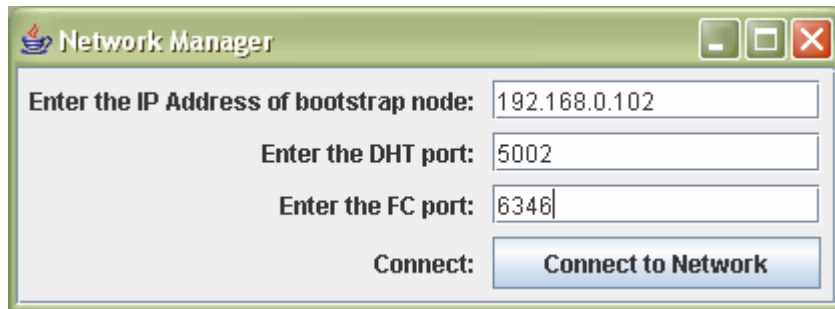 Network Manager
Enter the IP Address of bootstrap node: 192.168.0.102
Enter the DHT port: 5002
Enter the FC port: 6346
Connect: Connect to Network